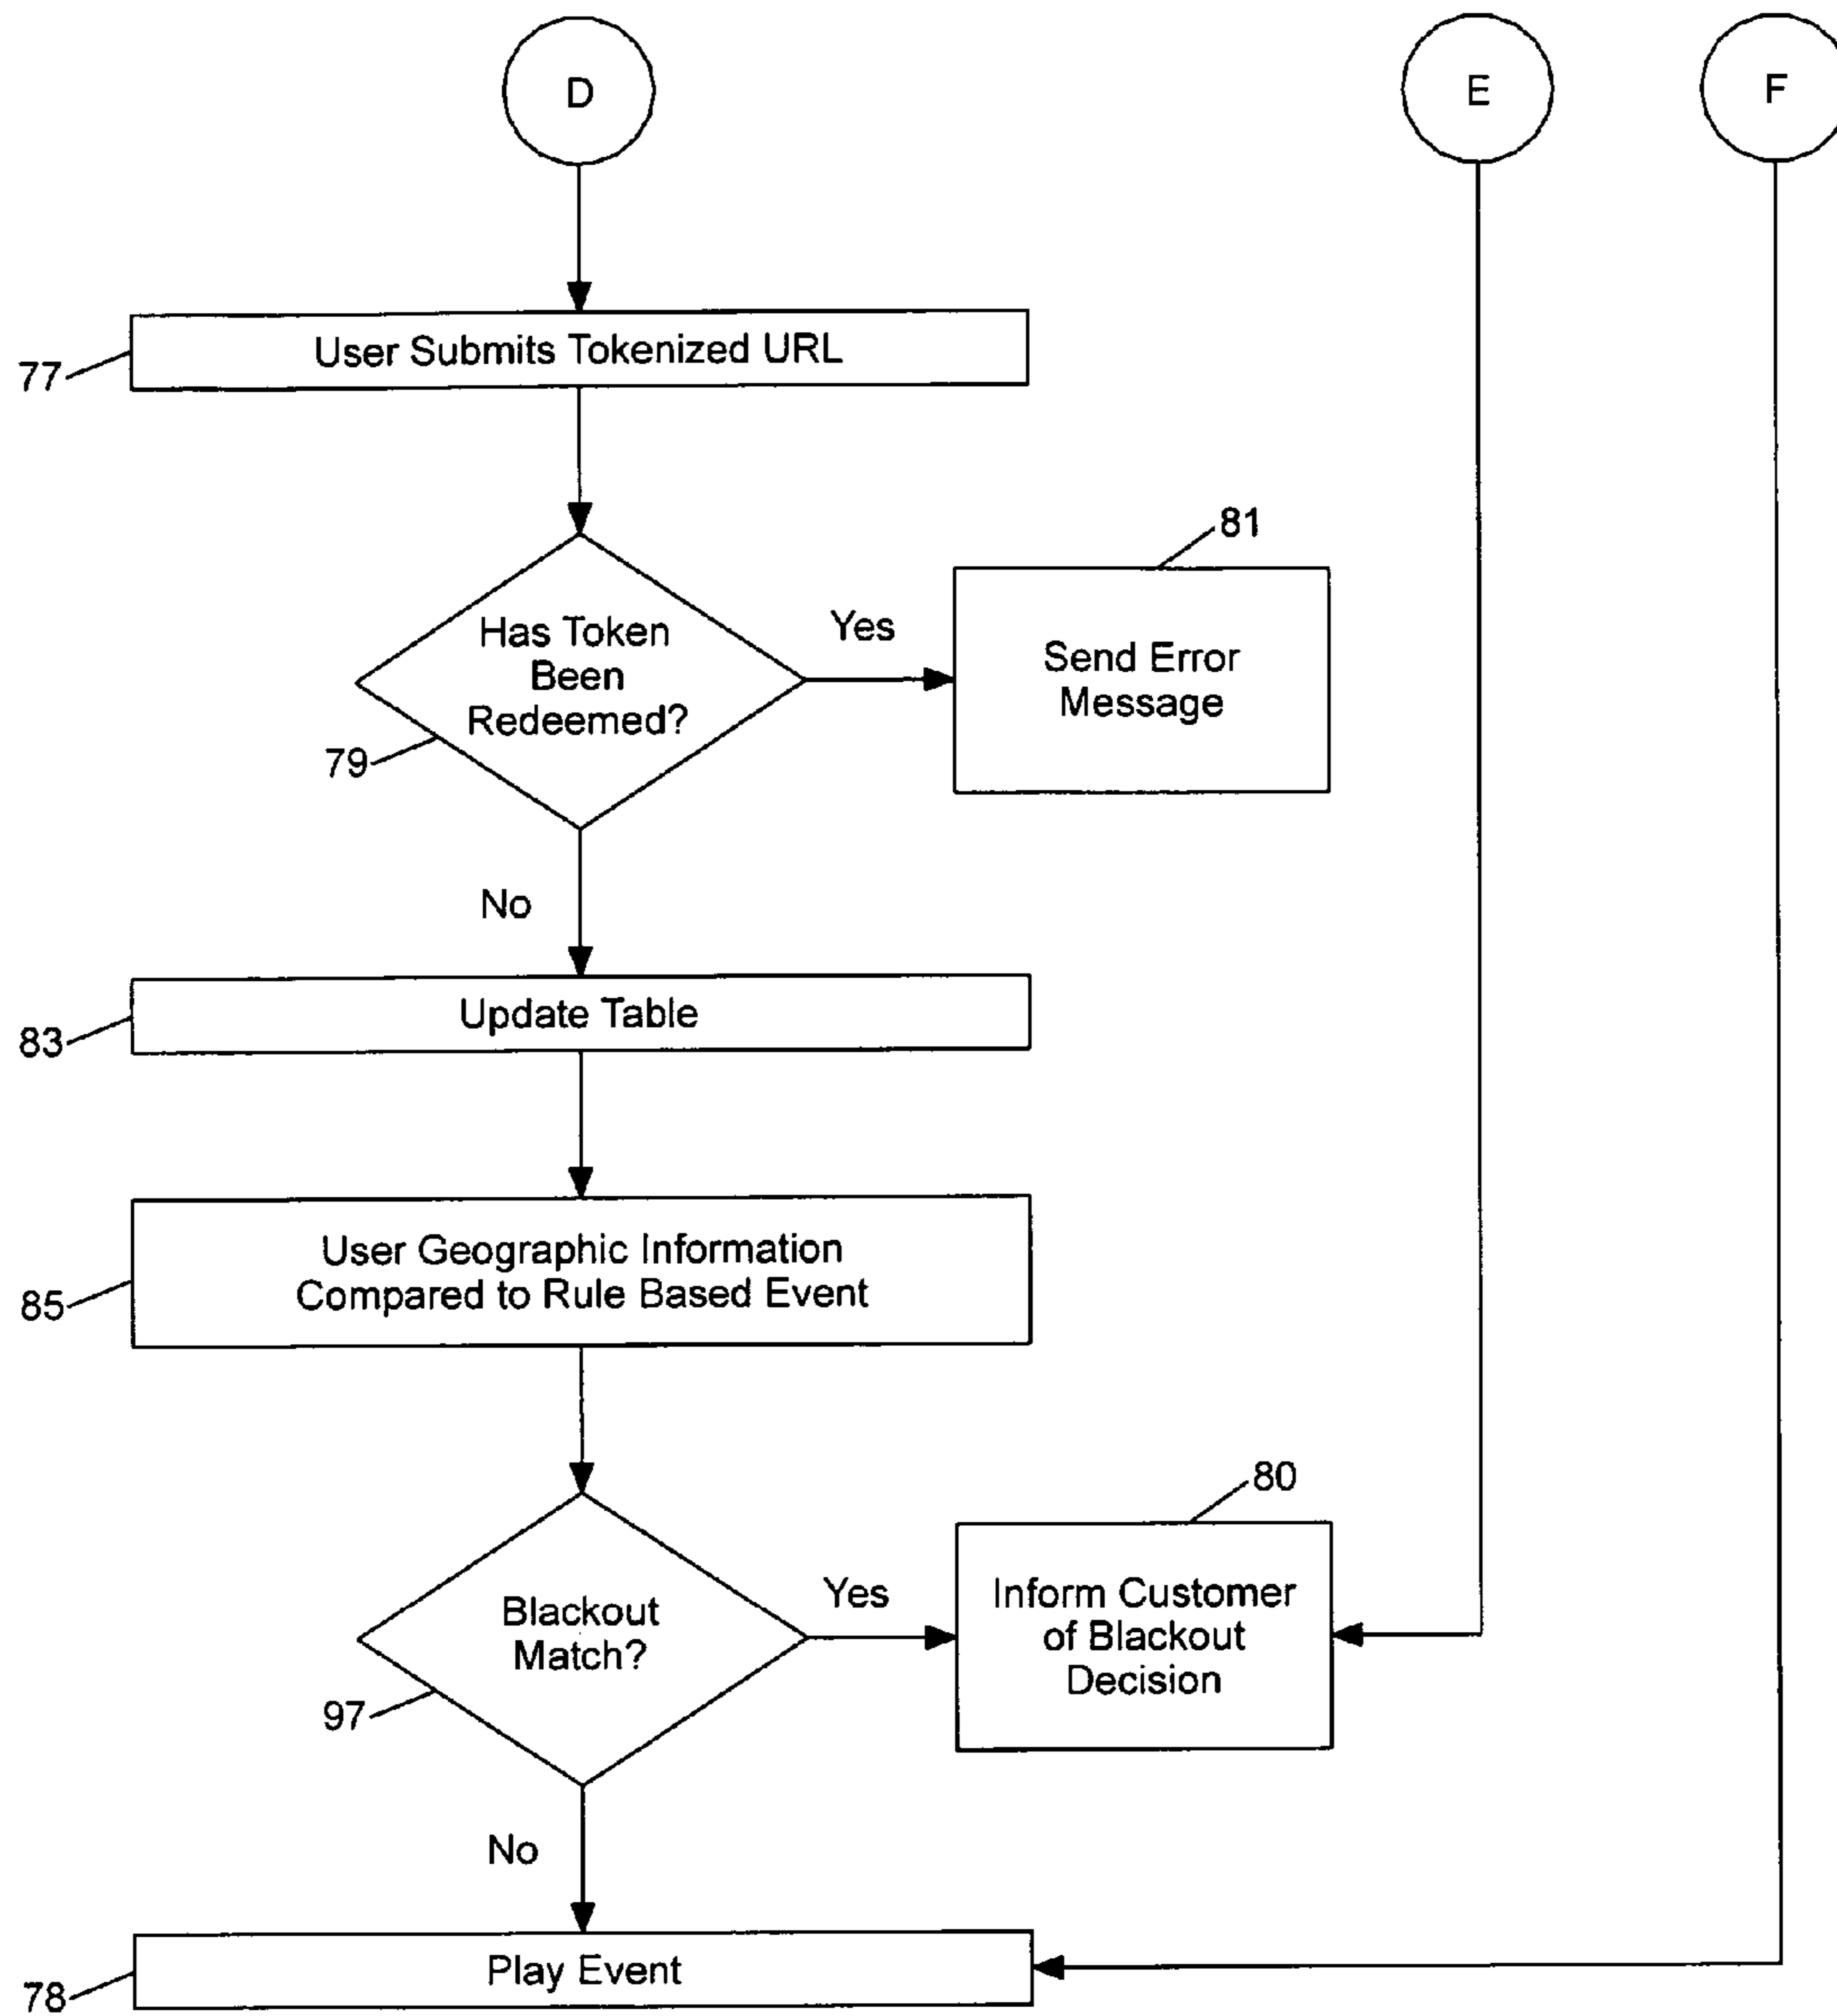 D
E
F
User Submits Tokenized URL
77
81
Has Token
Been
Redeemed?
Yes
Send Error
Message
79
No
Update Table
83
User Geographic Information
Compared to Rule Based Event
85
80
Blackout
Match?
Yes
Inform Customer
of Blackout
Decision
97
No
Play Event
78